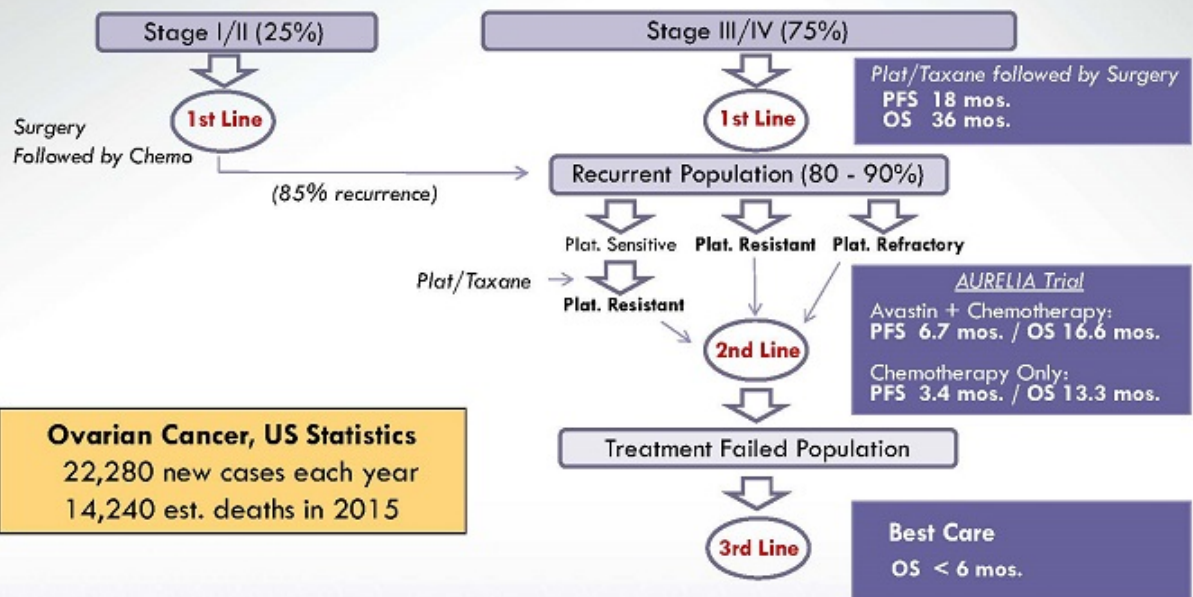 Stage I/II (25%)
Stage III/IV (75%)
1st Line
1st Line
Plat/Taxane followed by Surgery
PFS 18 mos.
OS 36 mos.
Surgery
Followed by Chemo
(85% recurrence)
Recurrent Population (80 - 90%)
Plat. Sensitive
Plat. Resistant
Plat. Refractory
Plat/Taxane
Plat. Resistant
AURELIA Trial
Avastin + Chemotherapy:
PFS 6.7 mos. / OS 16.6 mos.
Chemotherapy Only:
PFS 3.4 mos. / OS 13.3 mos.
2nd Line
Ovarian Cancer, US Statistics
22,280 new cases each year
14,240 est. deaths in 2015
Treatment Failed Population
3rd Line
Best Care
OS < 6 mos.